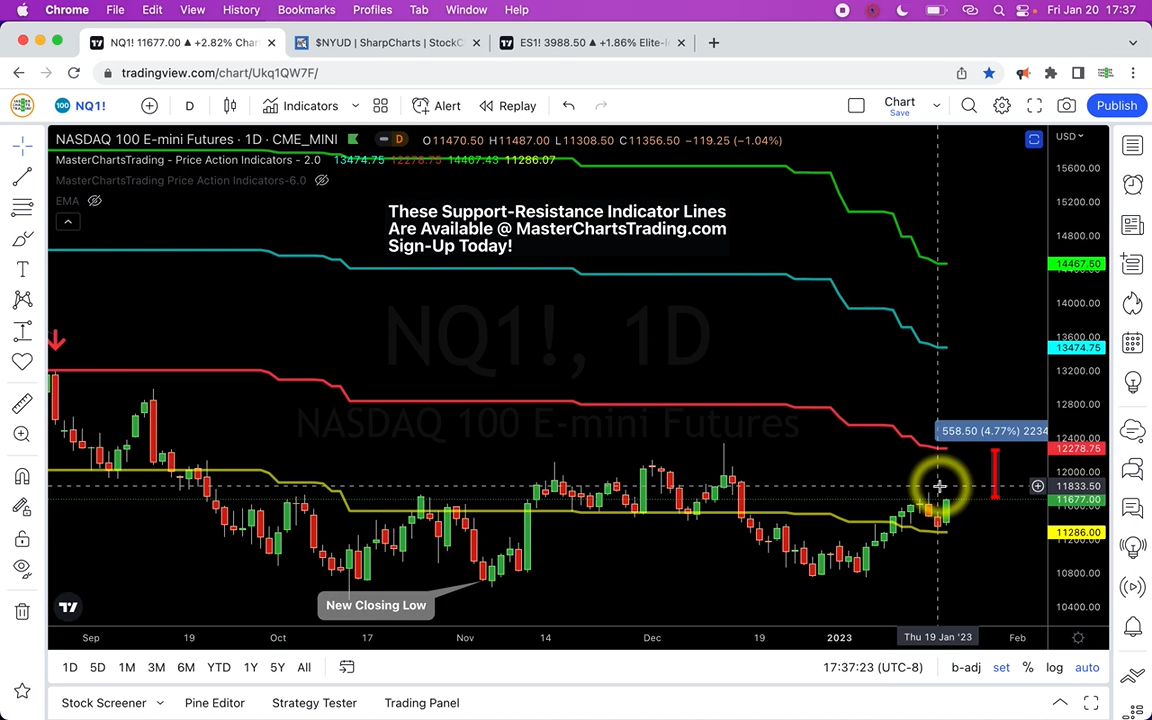 Chrome File Edit View History Bookmarks Profiles Tab Window Help Fri Jan 20 17:37
NQ1! 11677.00 ▲ +2.82% Char
$NYUD | SharpCharts | StockC
ES1! 3988.50 ▲ +1.86% Elite-I
tradingview.com/chart/Ukq1QW7F/
100 NQ1! D Indicators Alert Replay Chart Save Publish
NASDAQ 100 E-mini Futures · 1D · CME_MINI D O11470.50 H11487.00 L11308.50 C11356.50 −119.25 (−1.04%)
MasterChartsTrading - Price Action Indicators - 2.0 13474.75 12278.75 14467.43 11286.07
MasterChartsTrading Price Action Indicators-6.0
EMA
These Support-Resistance Indicator Lines
Are Available @ MasterChartsTrading.com
Sign-Up Today!
NQ1!, 1D
NASDAQ 100 E-mini Futures
USD
15600.00
15200.00
14800.00
14467.50
14000.00
13600.00
13474.75
13200.00
12800.00
558.50 (4.77%) 2234
12400.00
12278.75
12000.00
11833.50
11677.00
11286.00
10800.00
10400.00
New Closing Low
Sep 19 Oct 17 Nov 14 Dec 19 2023 Thu 19 Jan '23 Feb
1D 5D 1M 3M 6M YTD 1Y 5Y All 17:37:23 (UTC-8) b-adj set % log auto
Stock Screener Pine Editor Strategy Tester Trading Panel